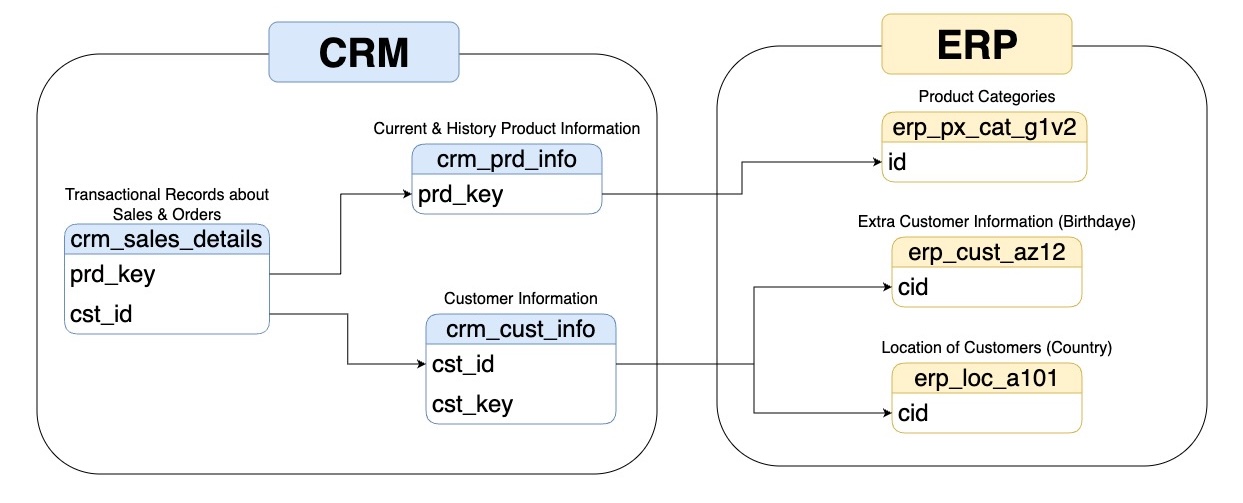 CRM
Transactional Records about
Sales & Orders
crm_sales_details
prd_key
cst_id
Current & History Product Information
crm_prd_info
prd_key
Customer Information
crm_cust_info
cst_id
cst_key
ERP
Product Categories
erp_px_cat_g1v2
id
Extra Customer Information (Birthdaye)
erp_cust_az12
cid
Location of Customers (Country)
erp_loc_a101
cid